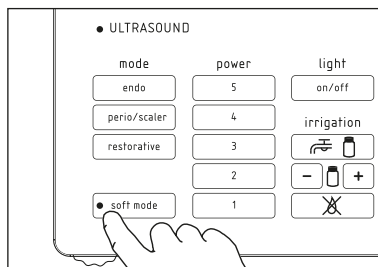 ULTRASOUND
mode
endo
perio/scaler
restorative
soft mode
power
5
4
3
2
1
light
on/off
irrigation
- +